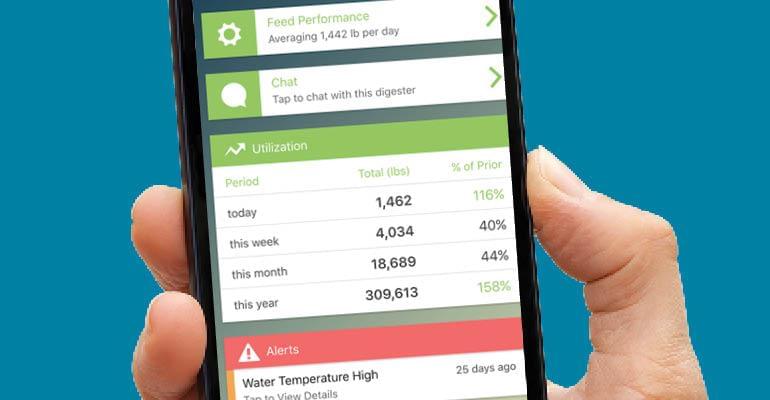 Feed Performance
Averaging 1,442 lb per day
Chat
Tap to chat with this digester
Utilization
Period Total (lbs) % of Prior
today 1,462 116%
this week 4,034 40%
this month 18,689 44%
this year 309,613 158%
Alerts
Water Temperature High 25 days ago
Tap to View Details